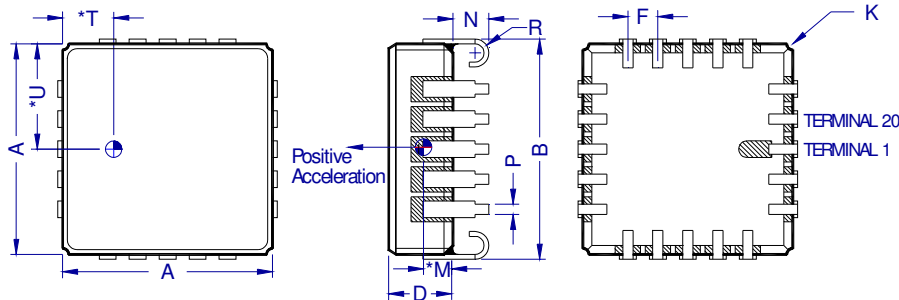 *T
*U
A
A
Positive
Acceleration
N
R
P
B
*M
D
F
K
TERMINAL 20
TERMINAL 1